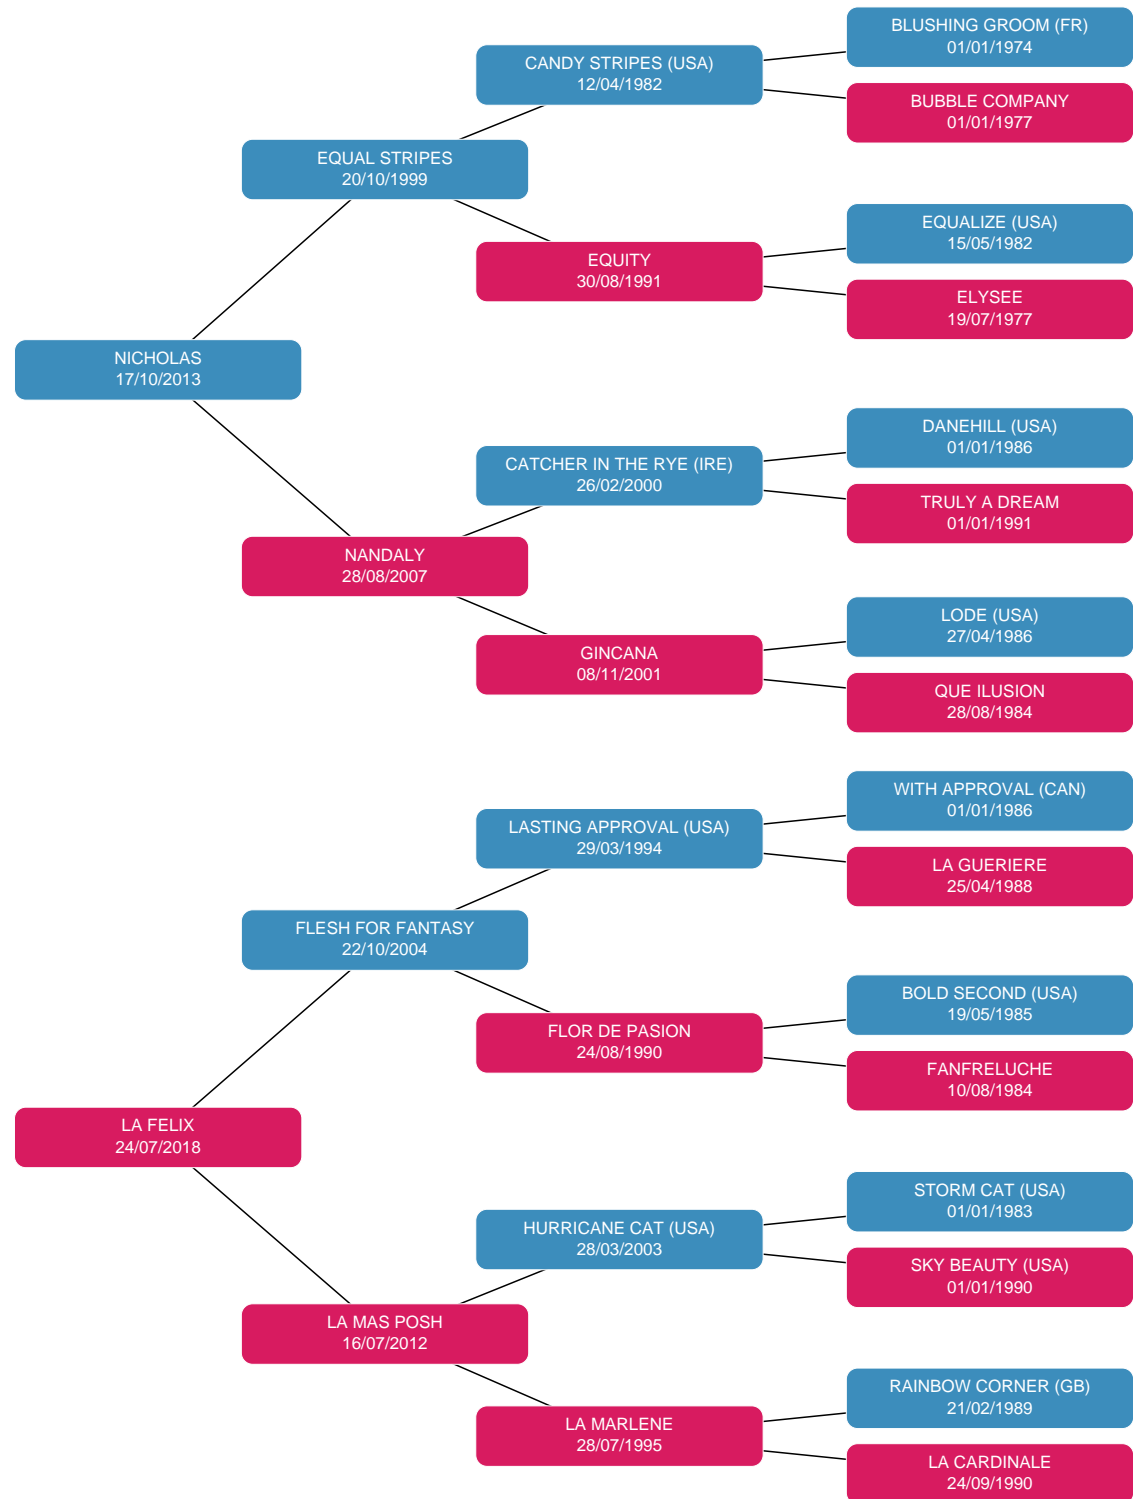 BLUSHING GROOM (FR)
01/01/1974
CANDY STRIPES (USA)
12/04/1982
BUBBLE COMPANY
01/01/1977
EQUAL STRIPES
20/10/1999
EQUALIZE (USA)
15/05/1982
EQUITY
30/08/1991
ELYSEE
19/07/1977
NICHOLAS
17/10/2013
DANEHILL (USA)
01/01/1986
CATCHER IN THE RYE (IRE)
26/02/2000
TRULY A DREAM
01/01/1991
NANDALY
28/08/2007
LODE (USA)
27/04/1986
GINCANA
08/11/2001
QUE ILUSION
28/08/1984
WITH APPROVAL (CAN)
01/01/1986
LASTING APPROVAL (USA)
29/03/1994
LA GUERIERE
25/04/1988
FLESH FOR FANTASY
22/10/2004
BOLD SECOND (USA)
19/05/1985
FLOR DE PASION
24/08/1990
FANFRELUCHE
10/08/1984
LA FELIX
24/07/2018
STORM CAT (USA)
01/01/1983
HURRICANE CAT (USA)
28/03/2003
SKY BEAUTY (USA)
01/01/1990
LA MAS POSH
16/07/2012
RAINBOW CORNER (GB)
21/02/1989
LA MARLENE
28/07/1995
LA CARDINALE
24/09/1990